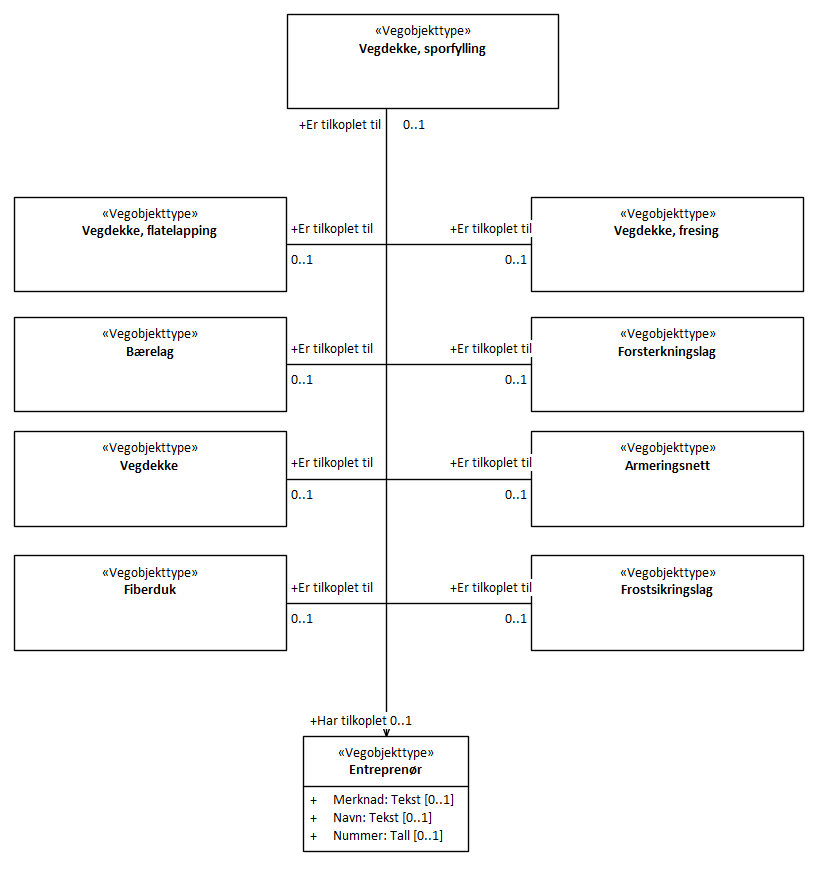 «Vegobjekttype»
Vegdekke, sporfylling
+Er tilkoplet til 0..1
«Vegobjekttype»
Vegdekke, flatelapping
+Er tilkoplet til
0..1
«Vegobjekttype»
Vegdekke, fresing
+Er tilkoplet til
0..1
«Vegobjekttype»
Bærelag
+Er tilkoplet til
0..1
«Vegobjekttype»
Forsterkningslag
+Er tilkoplet til
0..1
«Vegobjekttype»
Vegdekke
+Er tilkoplet til
0..1
«Vegobjekttype»
Armeringsnett
+Er tilkoplet til
0..1
«Vegobjekttype»
Fiberduk
+Er tilkoplet til
0..1
«Vegobjekttype»
Frostsikringslag
+Er tilkoplet til
0..1
+Har tilkoplet 0..1
«Vegobjekttype»
Entreprenør
+ Merknad: Tekst [0..1]
+ Navn: Tekst [0..1]
+ Nummer: Tall [0..1]